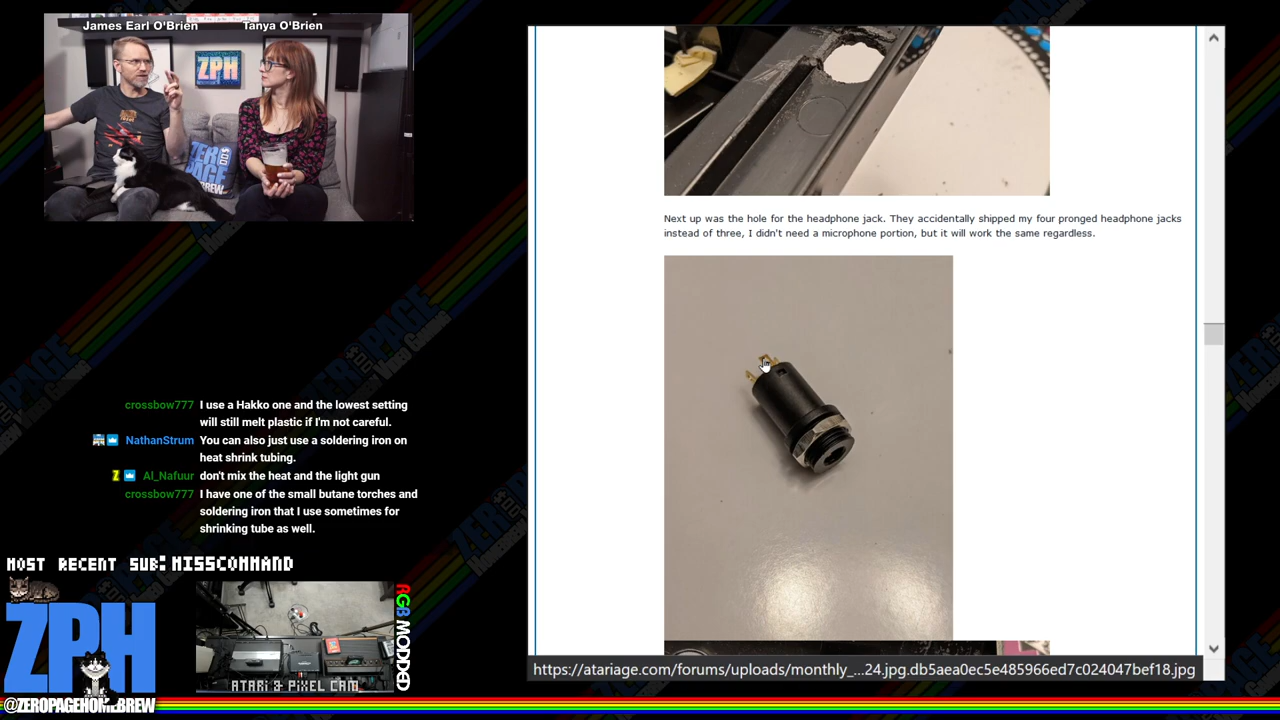 James Earl O'Brien
Tanya O'Brien
ZPH
ZERO
PAGE
BREW
Next up was the hole for the headphone jack. They accidentally shipped my four pronged headphone jacks
instead of three, I didn't need a microphone portion, but it will work the same regardless.
crossbow777 I use a Hakko one and the lowest setting
will still melt plastic if I'm not careful.
NathanStrum You can also just use a soldering iron on
heat shrink tubing.
Z Al_Nafuur don't mix the heat and the light gun
crossbow777 I have one of the small butane torches and
soldering iron that I use sometimes for
shrinking tube as well.
MOST RECENT SUB: MISSCOMMAND
ZPH
@ZEROPAGEHOMEBREW
RGB MODDED
ATARI & PIXEL CAM
https://atariage.com/forums/uploads/monthly_...24.jpg.db5aea0ec5e485966ed7c024047bef18.jpg